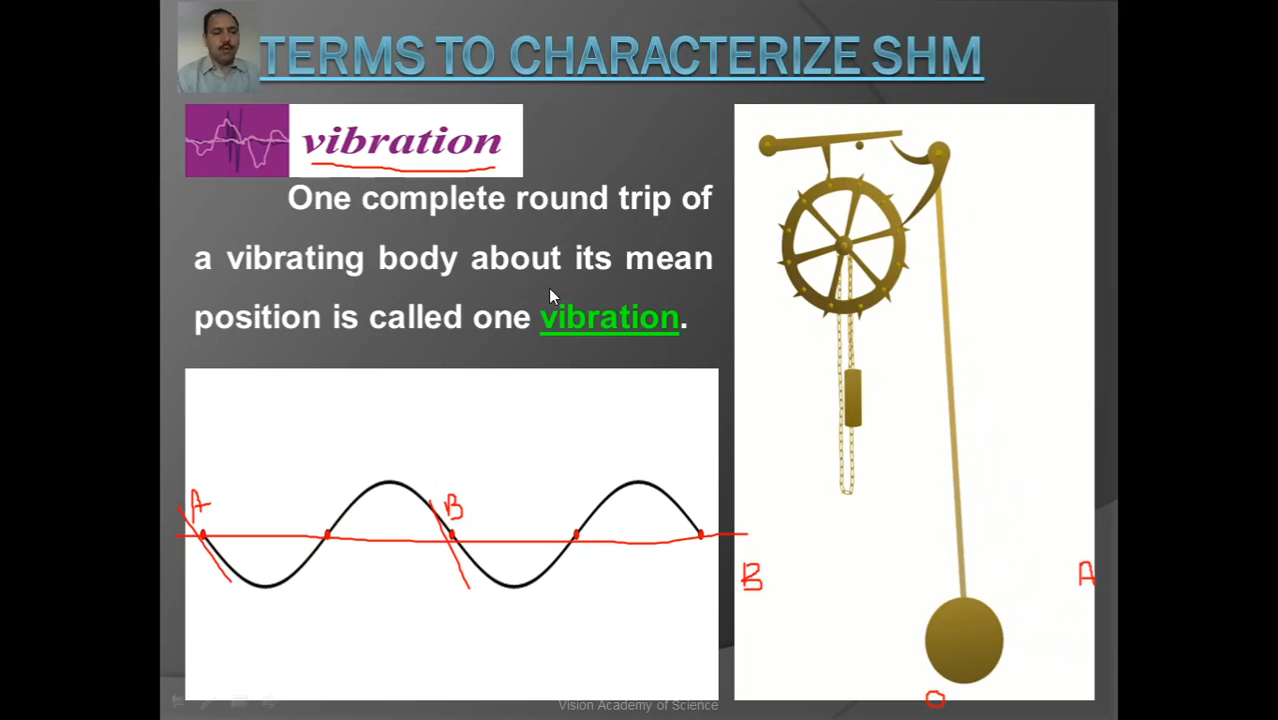 TERMS TO CHARACTERIZE SHM
vibration
One complete round trip of
a vibrating body about its mean
position is called one vibration.
A
B
B
A
O
Vision Academy of Science